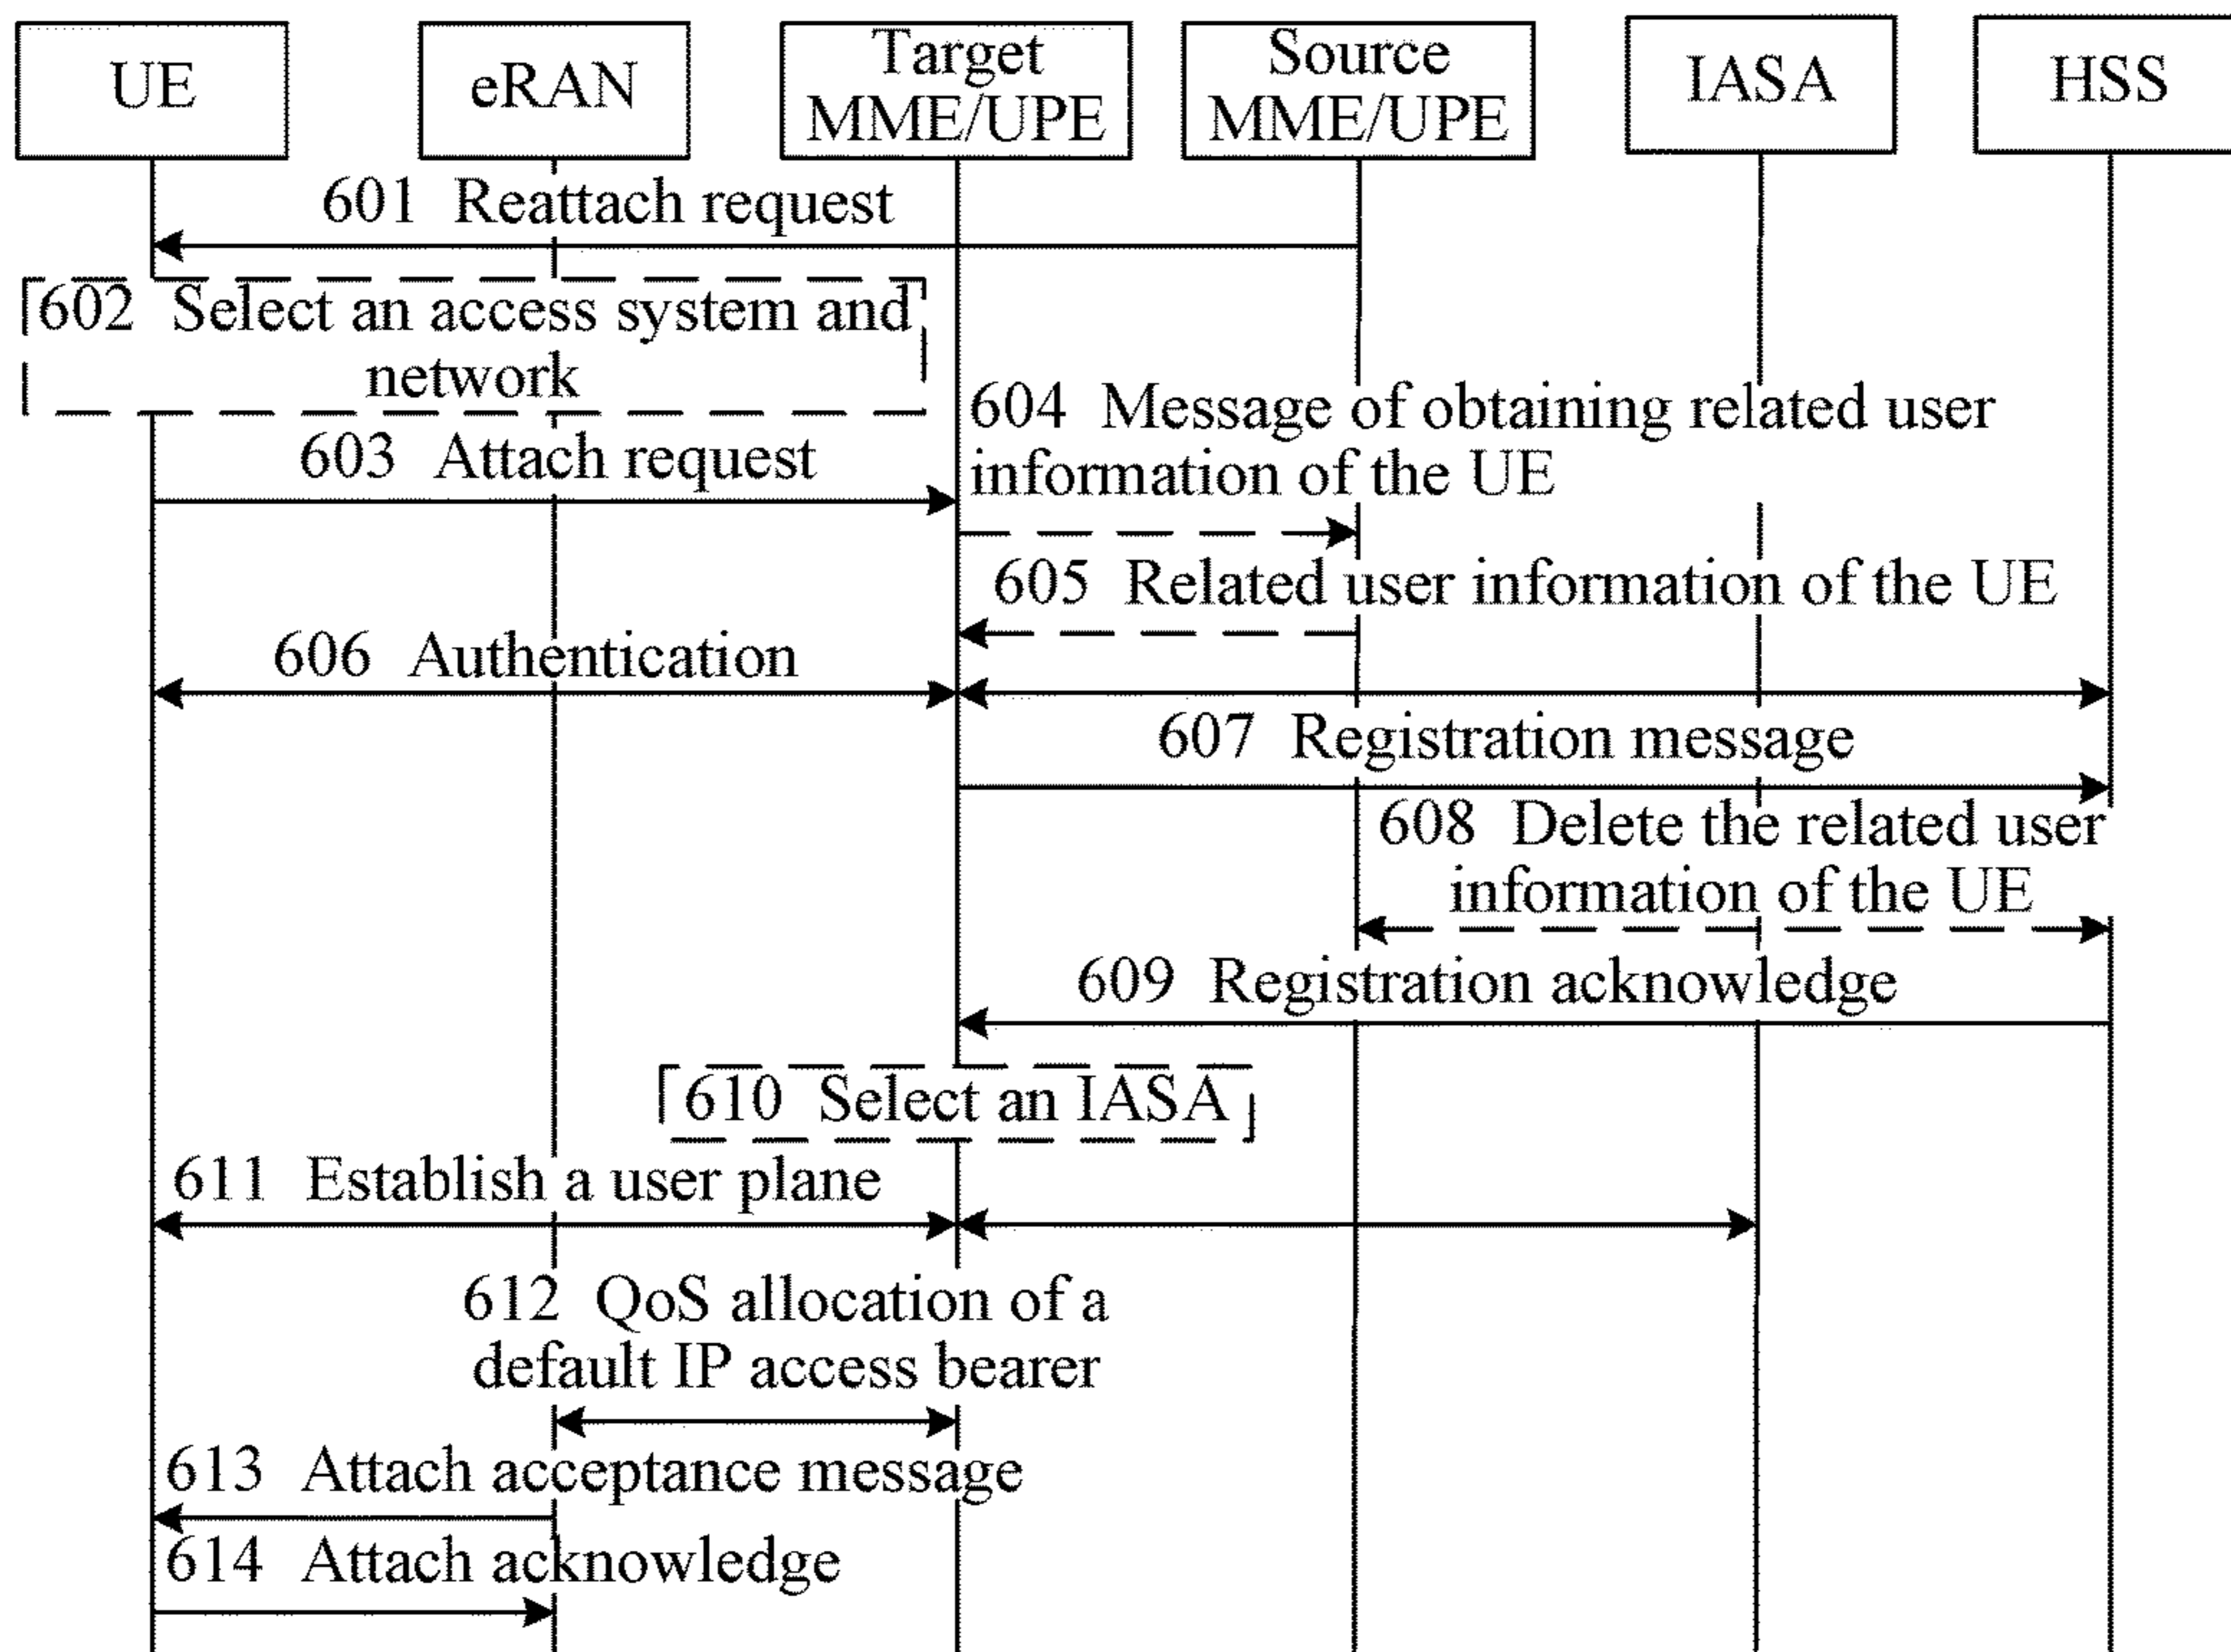 UE
eRAN
Target
MME/UPE
Source
MME/UPE
IASA
HSS
601 Reattach request
602 Select an access system and
network
603 Attach request
604 Message of obtaining related user
information of the UE
605 Related user information of the UE
606 Authentication
607 Registration message
608 Delete the related user
information of the UE
609 Registration acknowledge
610 Select an IASA
611 Establish a user plane
612 QoS allocation of a
default IP access bearer
613 Attach acceptance message
614 Attach acknowledge